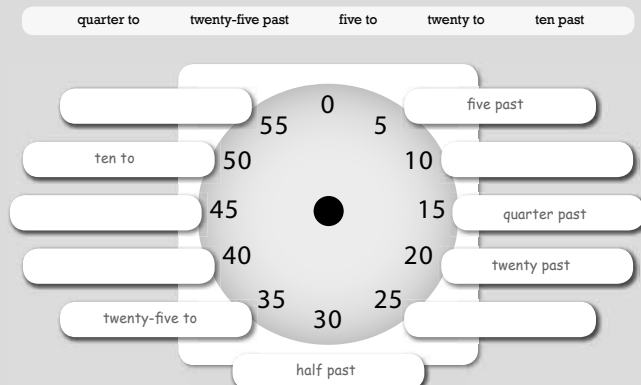 quarter to twenty-five past five to twenty to ten past
0
55 5
five past
ten to 50 10
45 15 quarter past
40 20 twenty past
twenty-five to 35 25
30
half past